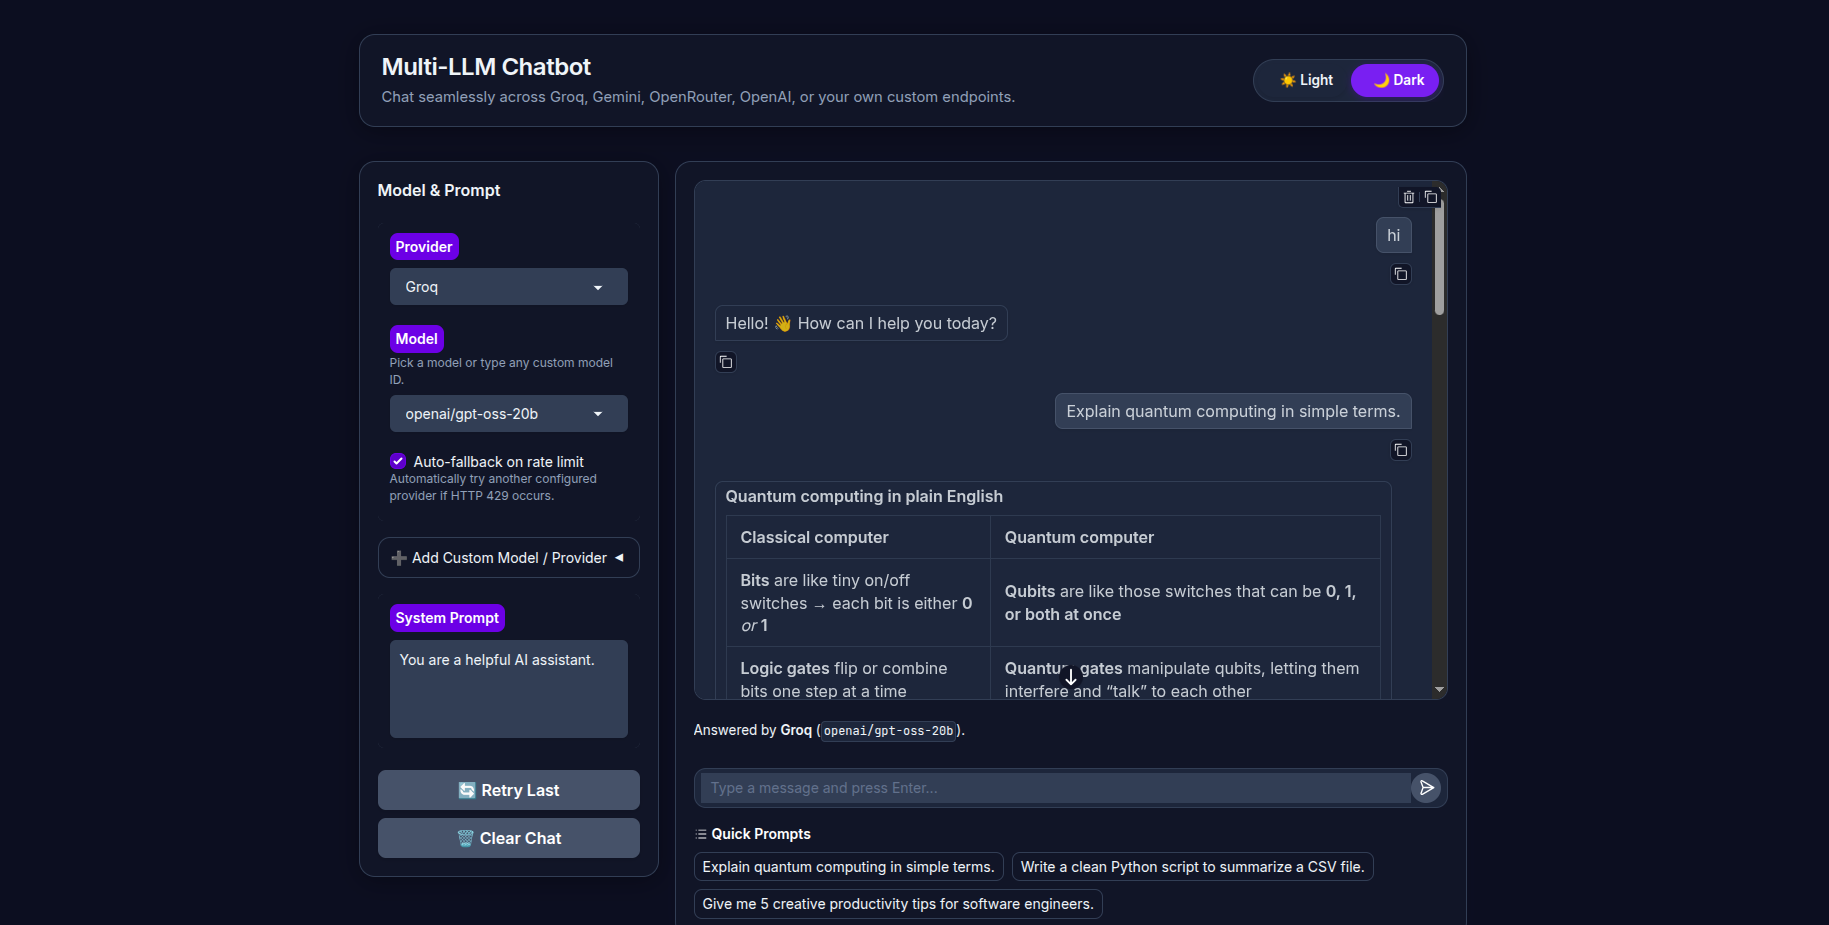 Multi-LLM Chatbot
Chat seamlessly across Groq, Gemini, OpenRouter, OpenAI, or your own custom endpoints.
☀️ Light
🌙 Dark
Model & Prompt
Provider
Groq
Model
Pick a model or type any custom model
ID.
openai/gpt-oss-20b
Auto-fallback on rate limit
Automatically try another configured
provider if HTTP 429 occurs.
➕ Add Custom Model / Provider ◀
System Prompt
You are a helpful AI assistant.
🔄 Retry Last
🗑️ Clear Chat
hi
Hello! 👋 How can I help you today?
Explain quantum computing in simple terms.
Quantum computing in plain English
Classical computer
Quantum computer
Bits are like tiny on/off
switches → each bit is either 0
or 1
Qubits are like those switches that can be 0, 1,
or both at once
Logic gates flip or combine
bits one step at a time
Quantum gates manipulate qubits, letting them
interfere and “talk” to each other
Answered by Groq (openai/gpt-oss-20b).
Type a message and press Enter...
Quick Prompts
Explain quantum computing in simple terms.
Write a clean Python script to summarize a CSV file.
Give me 5 creative productivity tips for software engineers.